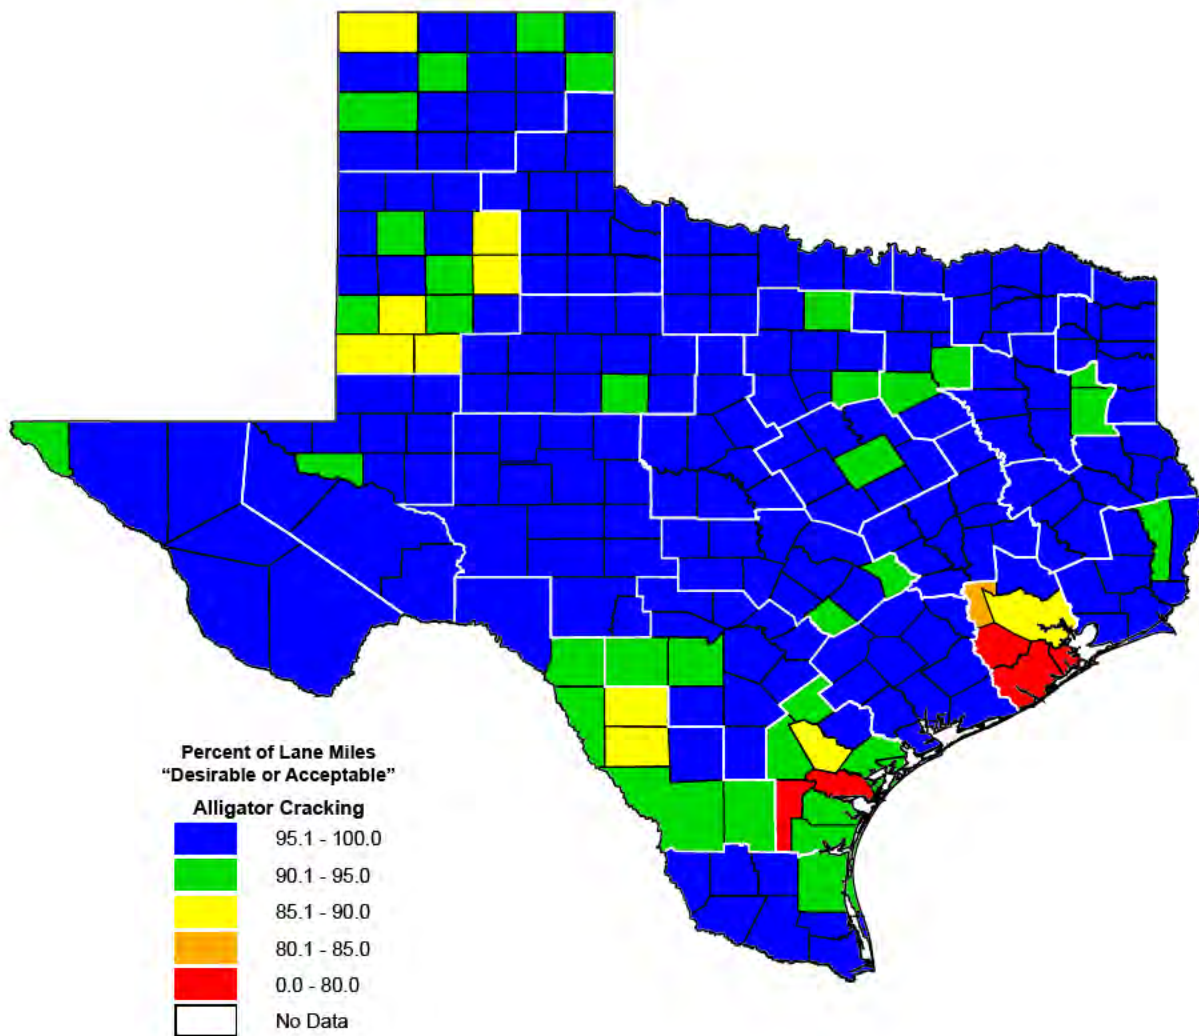 Percent of Lane Miles
“Desirable or Acceptable”
Alligator Cracking
95.1 - 100.0
90.1 - 95.0
85.1 - 90.0
80.1 - 85.0
0.0 - 80.0
No Data